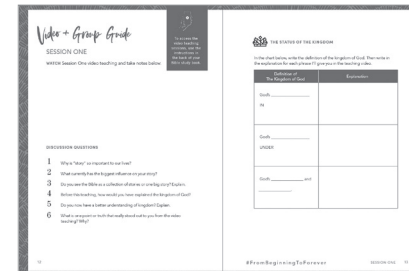 Video + Group Guide
SESSION ONE
WATCH Session One video teaching and take notes below.
To access the
video teaching
sessions, use the
instructions in
the back of your
Bible study book.
DISCUSSION QUESTIONS
1 Why is "story" so important to our lives?
2 What currently has the biggest influence on your story?
3 Do you see the Bible as a collection of stories or one big story? Explain.
4 Before this teaching, how would you have explained the kingdom of God?
5 Do you now have a better understanding of kingdom? Explain.
6 What is one point or truth that really stood out to you from the video
teaching? Why?
THE STATUS OF THE KINGDOM
In the chart below, write the definition of the kingdom of God. Then write in
the explanation for each phrase I'll give you in the teaching video.
Definition of
The Kingdom of God
Explanation
God's
IN
God's
UNDER
God's and
#FromBeginningToForever
SESSION ONE